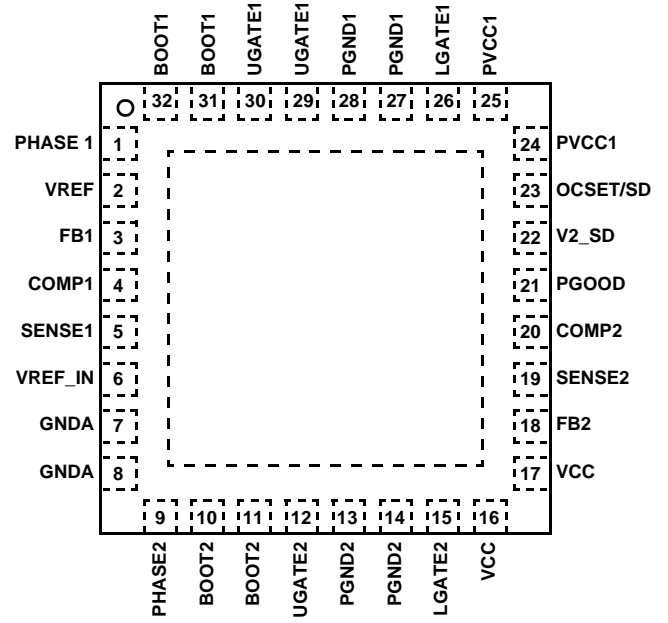 BOOT1 BOOT1 UGATE1 UGATE1 PGND1 PGND1 LGATE1 PVCC1
32 31 30 29 28 27 26 25
PHASE 1 1 24 PVCC1
VREF 2 23 OCSET/SD
FB1 3 22 V2_SD
COMP1 4 21 PGOOD
SENSE1 5 20 COMP2
VREF_IN 6 19 SENSE2
GNDA 7 18 FB2
GNDA 8 17 VCC
9 10 11 12 13 14 15 16
PHASE2 BOOT2 BOOT2 UGATE2 PGND2 PGND2 LGATE2 VCC